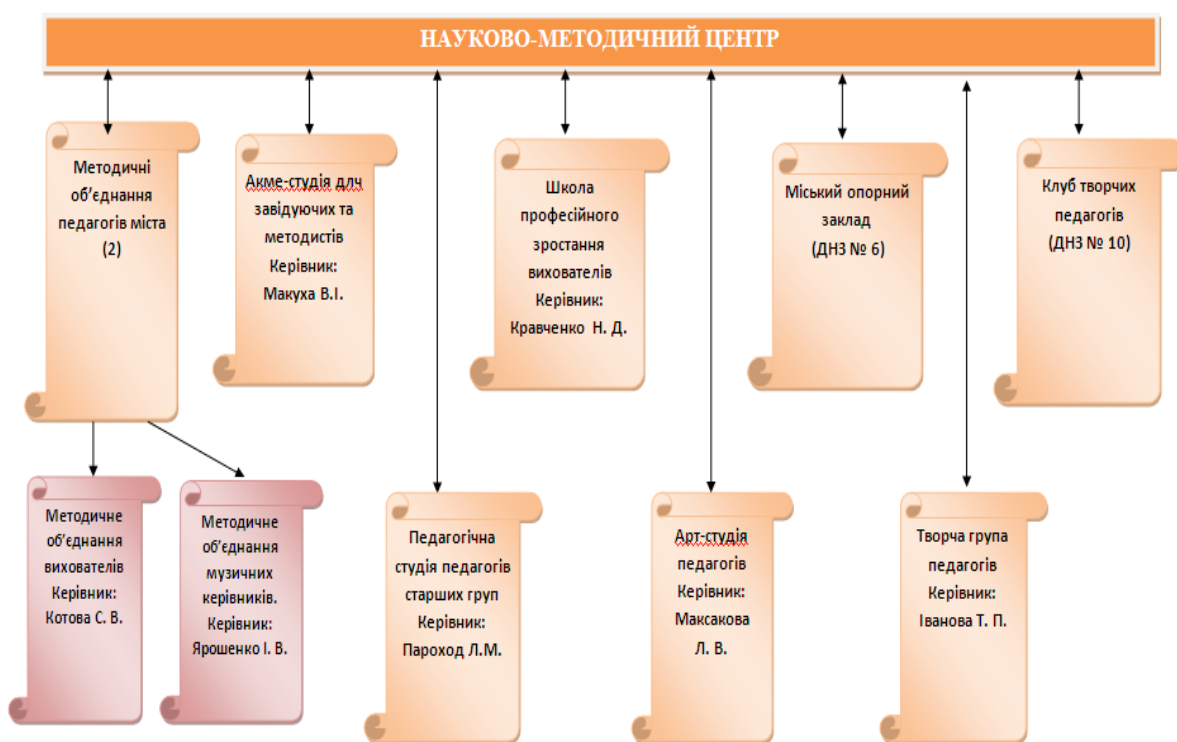 НАУКОВО-МЕТОДИЧНИЙ ЦЕНТР
Методичні
об’єднання
педагогів міста
(2)
Акме-студія длч
завідуючих та
методистів
Керівник:
Макуха В.І.
Школа
професійного
зростання
вихователів
Керівник:
Кравченко Н. Д.
Міський опорний
заклад
(ДНЗ № 6)
Клуб творчих
педагогів
(ДНЗ № 10)
Методичне
об’єднання
вихователів
Керівник:
Котова С. В.
Методичне
об’єднання
музичних
керівників.
Керівник:
Ярошенко І. В.
Педагогічна
студія педагогів
старших груп
Керівник:
Пароход Л.М.
Арт-студія
педагогів
Керівник:
Максакова
Л. В.
Творча група
педагогів
Керівник:
Іванова Т. П.